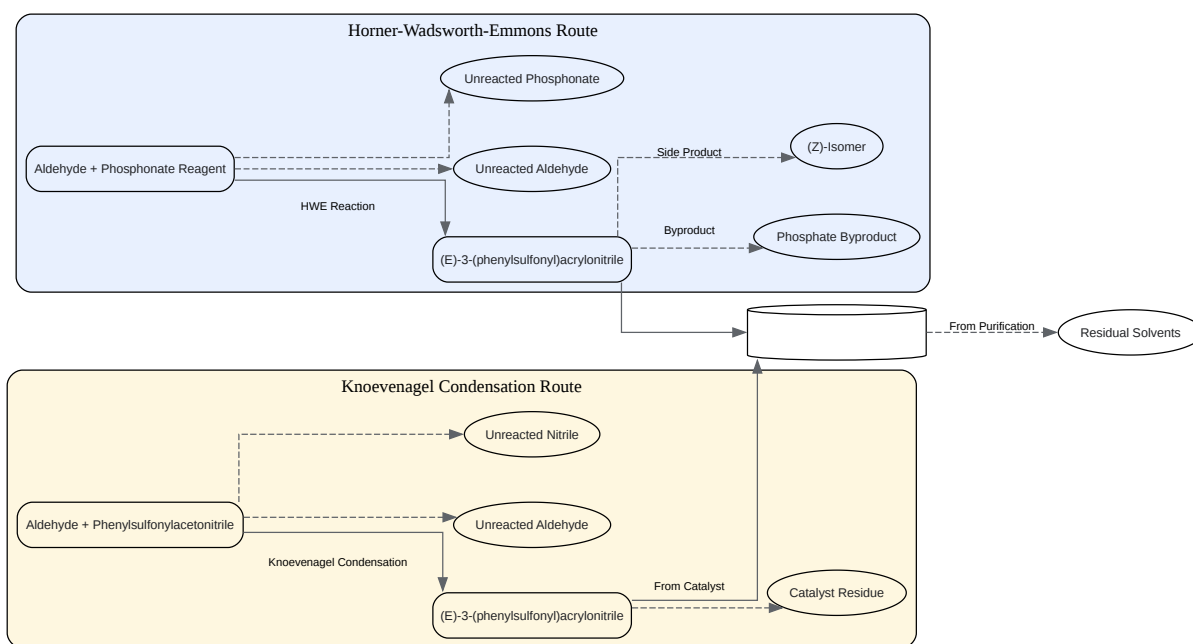 Horner-Wadsworth-Emmons Route
Unreacted Phosphonate
Side Product
(Z)-Isomer
Aldehyde + Phosphonate Reagent
Unreacted Aldehyde
HWE Reaction
Byproduct
Phosphate Byproduct
(E)-3-(phenylsulfonyl)acrylonitrile
From Purification
Residual Solvents
Knoevenagel Condensation Route
Unreacted Nitrile
Aldehyde + Phenylsulfonylacetonitrile
Unreacted Aldehyde
Knoevenagel Condensation
From Catalyst
Catalyst Residue
(E)-3-(phenylsulfonyl)acrylonitrile